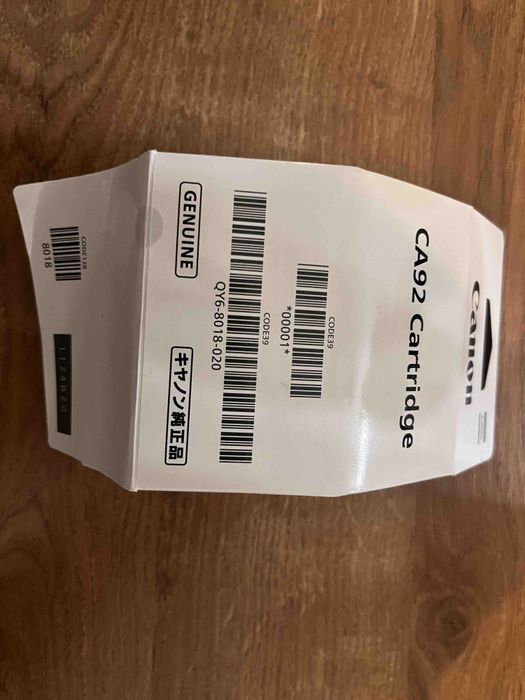 Canon
CA92 Cartridge
CODE39
*00001*
CODE39
QY6-8018-020
GENUINE
キヤノン純正品
CODE128
8018
1124B20